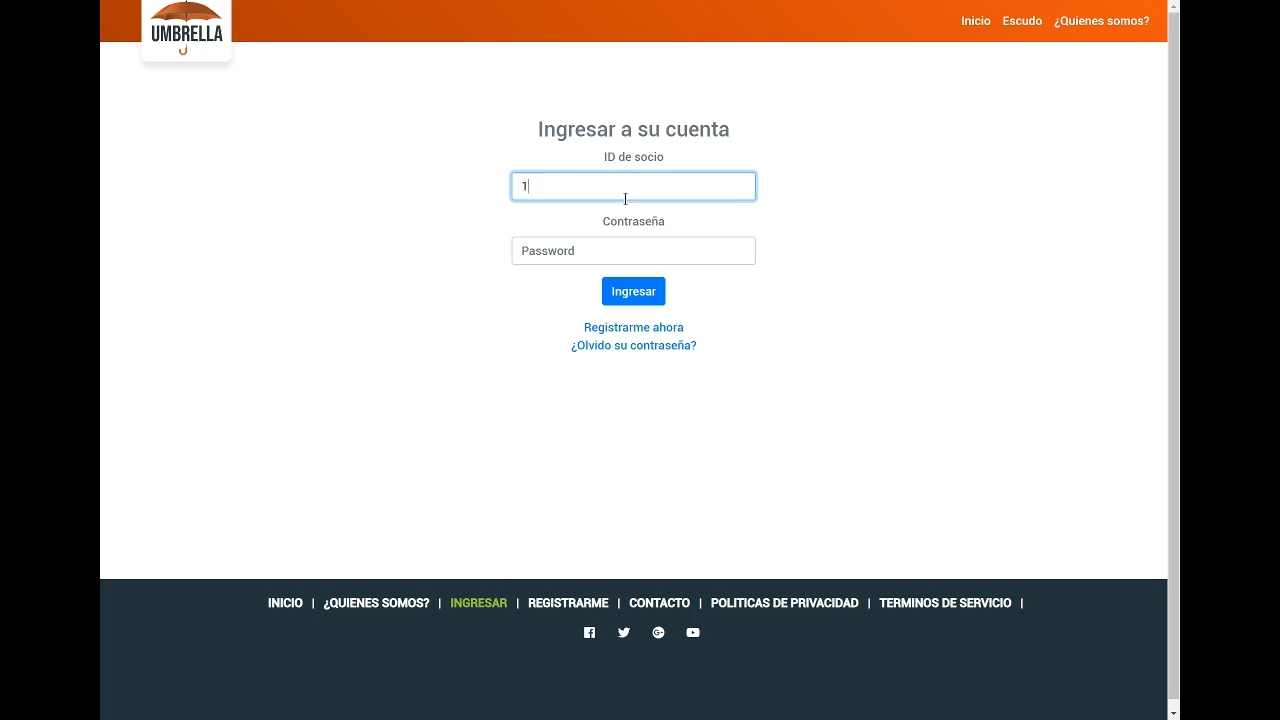 UMBRELLA
Inicio Escudo ¿Quienes somos?
Ingresar a su cuenta
ID de socio
1
Contraseña
Password
Ingresar
Registrarme ahora
¿Olvido su contraseña?
INICIO | ¿QUIENES SOMOS? | INGRESAR | REGISTRARME | CONTACTO | POLITICAS DE PRIVACIDAD | TERMINOS DE SERVICIO |